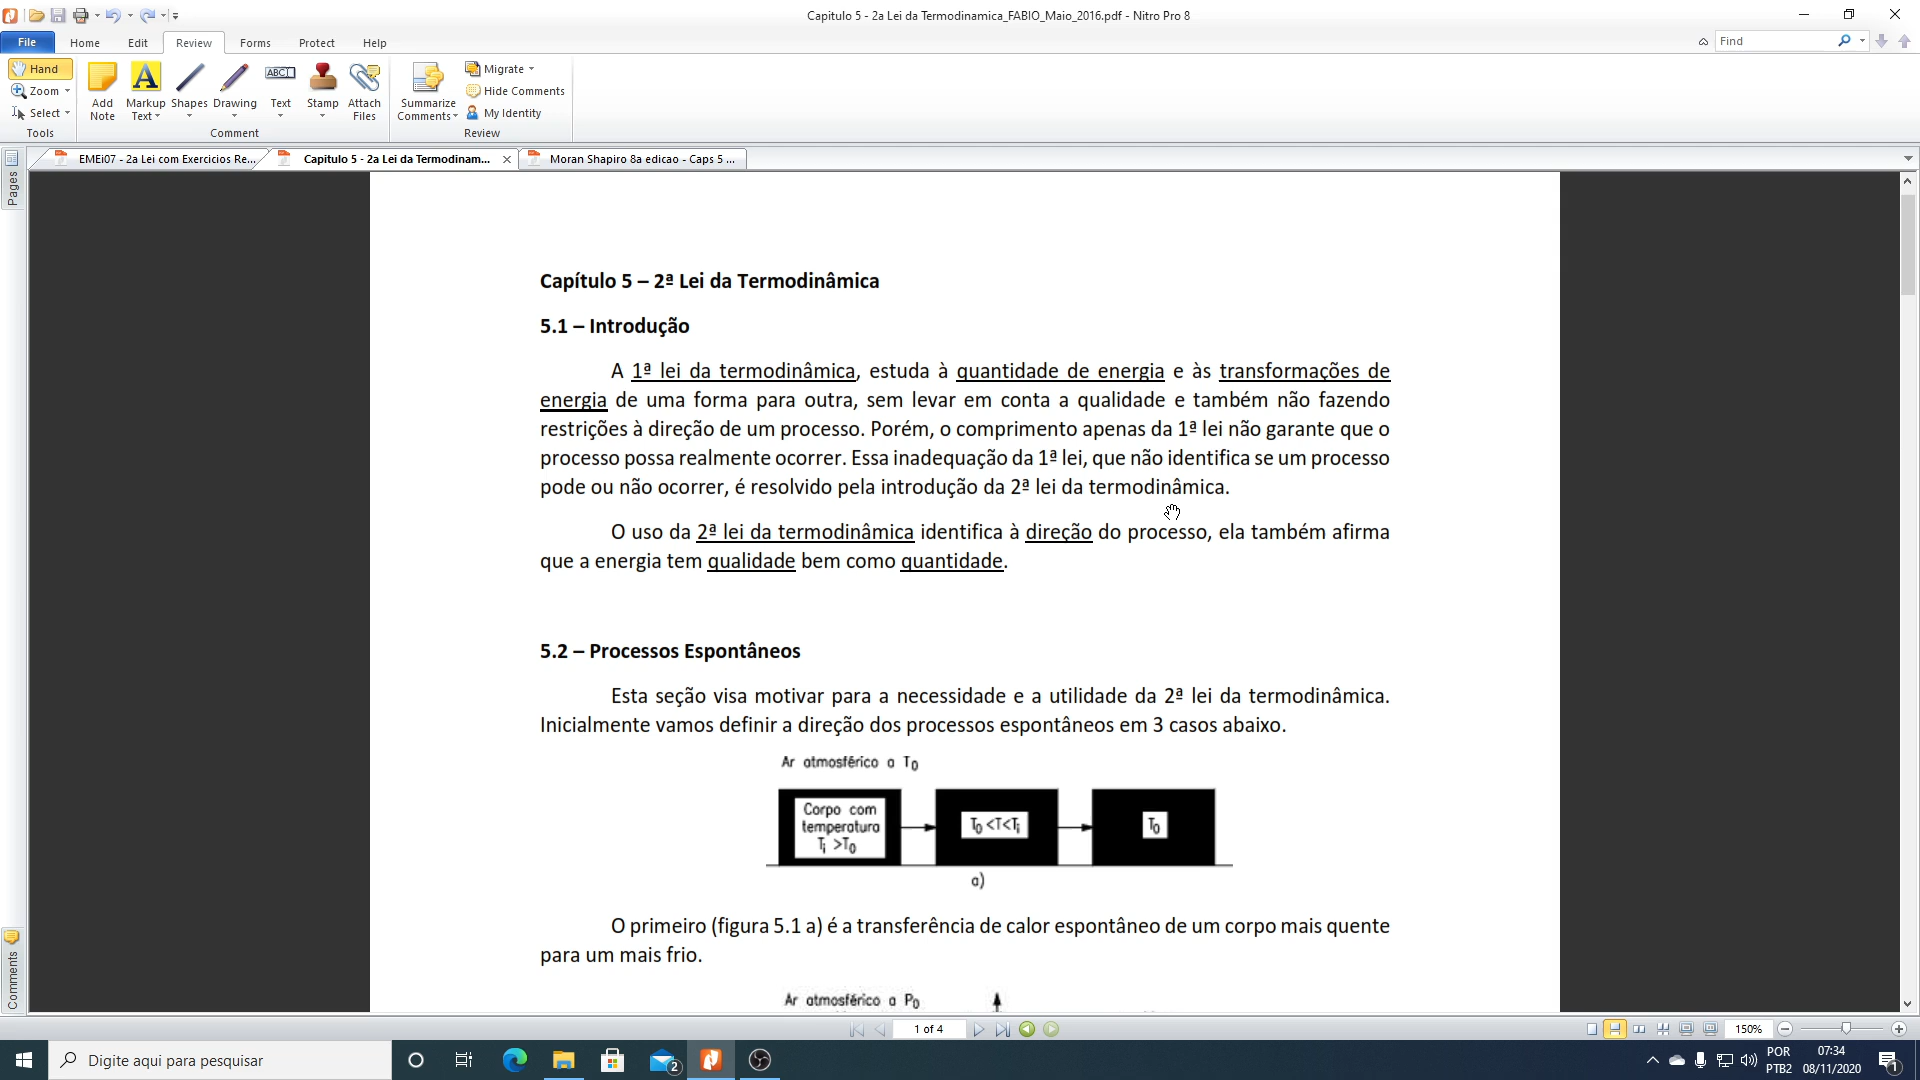 Capitulo 5 - 2a Lei da Termodinamica_FABIO_Maio_2016.pdf - Nitro Pro 8
File Home Edit Review Forms Protect Help Find
Hand
Zoom
Select
Tools
Add Note
Markup Text
Shapes
Drawing
Text
Stamp
Attach Files
Comment
Summarize Comments
Migrate
Hide Comments
My Identity
Review
EMEi07 - 2a Lei com Exercicios Re...
Capitulo 5 - 2a Lei da Termodinam...
Moran Shapiro 8a edicao - Caps 5 ...
Pages
Capítulo 5 – 2ª Lei da Termodinâmica
5.1 – Introdução
A 1ª lei da termodinâmica, estuda à quantidade de energia e às transformações de
energia de uma forma para outra, sem levar em conta a qualidade e também não fazendo
restrições à direção de um processo. Porém, o comprimento apenas da 1ª lei não garante que o
processo possa realmente ocorrer. Essa inadequação da 1ª lei, que não identifica se um processo
pode ou não ocorrer, é resolvido pela introdução da 2ª lei da termodinâmica.
O uso da 2ª lei da termodinâmica identifica à direção do processo, ela também afirma
que a energia tem qualidade bem como quantidade.
5.2 – Processos Espontâneos
Esta seção visa motivar para a necessidade e a utilidade da 2ª lei da termodinâmica.
Inicialmente vamos definir a direção dos processos espontâneos em 3 casos abaixo.
Ar atmosférico a T0
Corpo com
temperatura
Ti >T0
T0 <T<Ti
T0
a)
O primeiro (figura 5.1 a) é a transferência de calor espontâneo de um corpo mais quente
para um mais frio.
Ar atmosférico a P0
Comments
1 of 4
150%
Digite aqui para pesquisar
2
POR
PTB2
07:34
08/11/2020
1